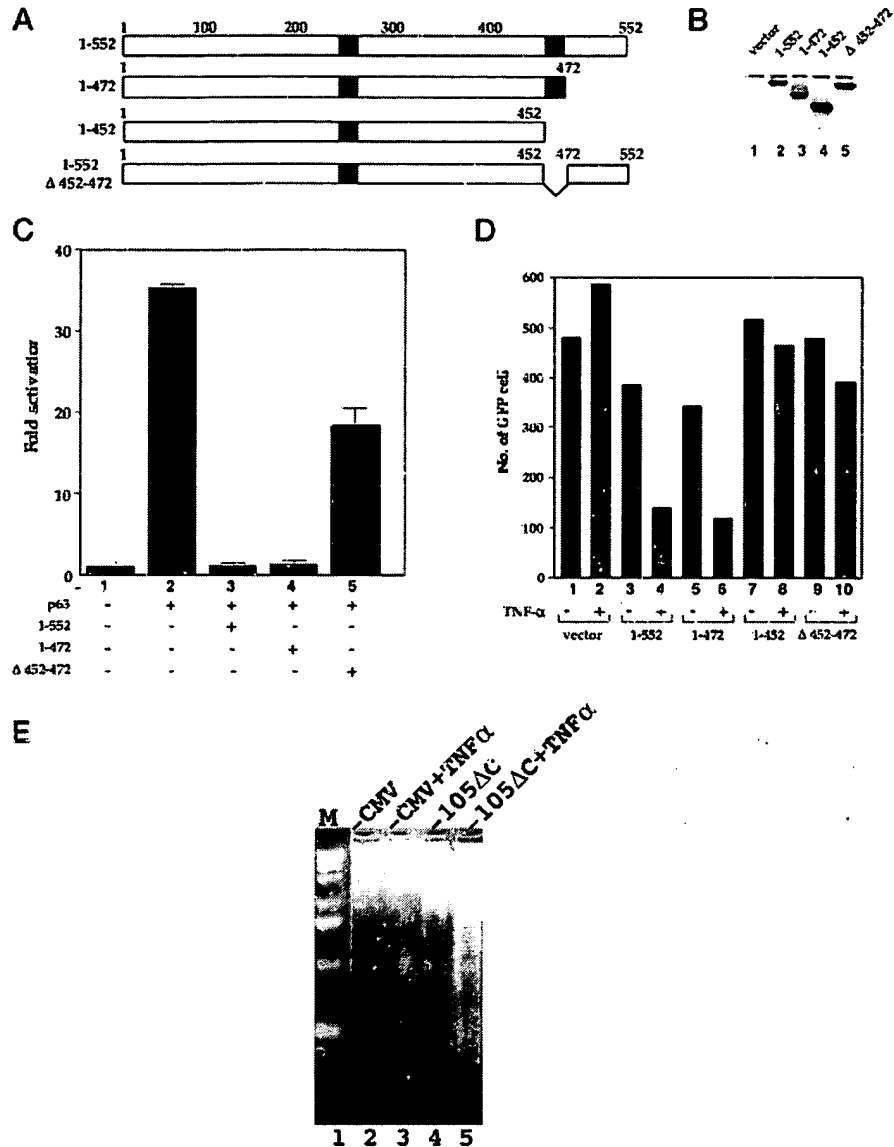 A
1 100 200 300 400 552
1-552
1 472
1-472
1 452
1-452
1 452 472 552
1-552
Δ 452-472
B
vector
1-552
1-472
1-452
Δ 452-472
1 2 3 4 5
C
40
30
20
10
0
Fold activation
1 2 3 4 5
p63 - + + + +
1-552 - - + - -
1-472 - - - + -
Δ 452-472 - - - - +
D
600
500
400
300
200
100
0
No. of GFP cell
1 2 3 4 5 6 7 8 9 10
TNF-α - + - + - + - + - +
vector 1-552 1-472 1-452 Δ 452-472
E
M
-CMV
-CMV+TNFα
-105ΔC
-105ΔC+TNFα
1 2 3 4 5